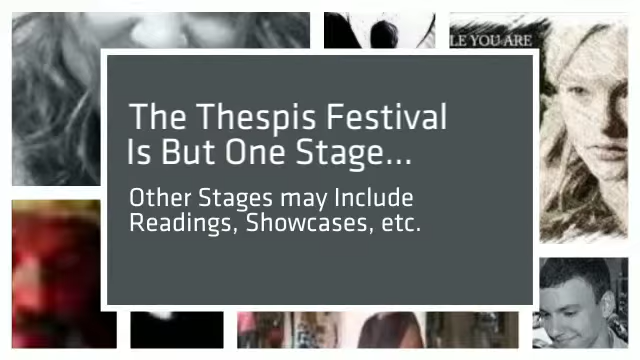 LE YOU ARE
The Thespis Festival
Is But One Stage...
Other Stages may Include
Readings, Showcases, etc.